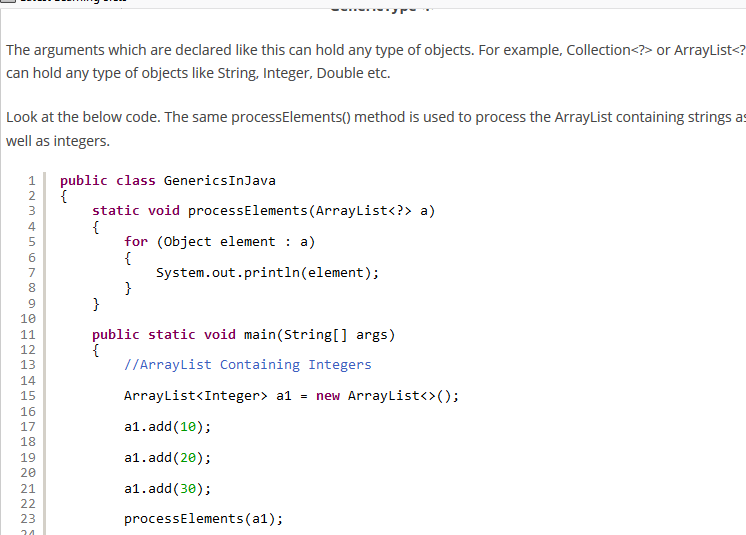 The arguments which are declared like this can hold any type of objects. For example, Collection<?> or ArrayList<?
can hold any type of objects like String, Integer, Double etc.
Look at the below code. The same processElements() method is used to process the ArrayList containing strings as
well as integers.
1 public class GenericsInJava
2 {
3 static void processElements(ArrayList<?> a)
4 {
5 for (Object element : a)
6 {
7 System.out.println(element);
8 }
9 }
10
11 public static void main(String[] args)
12 {
13 //ArrayList Containing Integers
14
15 ArrayList<Integer> a1 = new ArrayList<>();
16
17 a1.add(10);
18
19 a1.add(20);
20
21 a1.add(30);
22
23 processElements(a1);
24